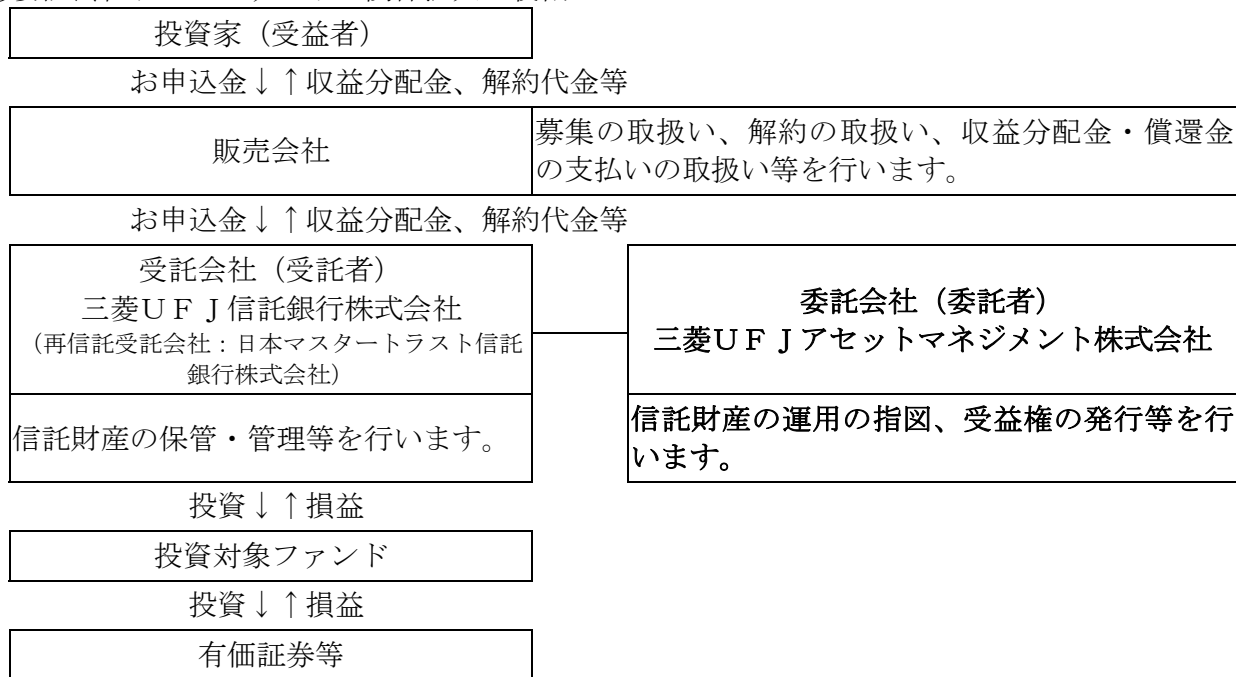 投資家（受益者）
お申込金↓↑収益分配金、解約代金等
販売会社
募集の取扱い、解約の取扱い、収益分配金・償還金
の支払いの取扱い等を行います。
お申込金↓↑収益分配金、解約代金等
受託会社（受託者）
三菱ＵＦＪ信託銀行株式会社
（再信託受託会社：日本マスタートラスト信託
銀行株式会社）
委託会社（委託者）
三菱ＵＦＪアセットマネジメント株式会社
信託財産の保管・管理等を行います。
信託財産の運用の指図、受益権の発行等を行
います。
投資↓↑損益
投資対象ファンド
投資↓↑損益
有価証券等